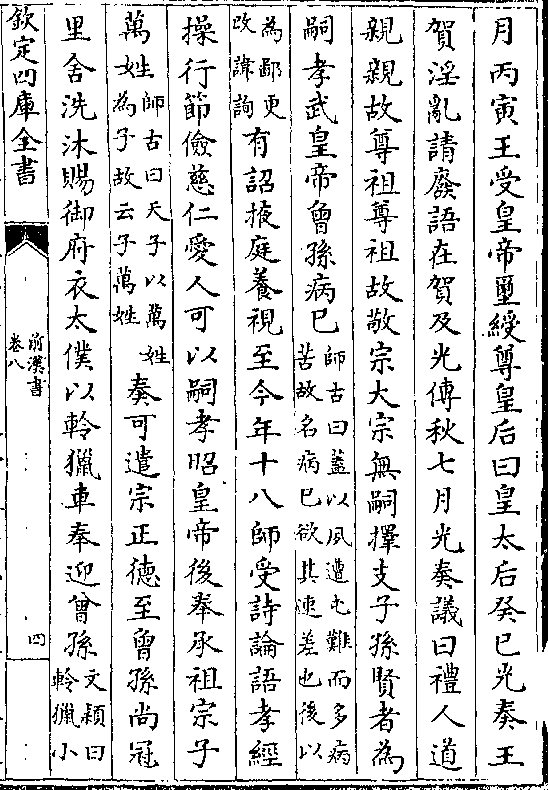 月丙寅王受皇帝璽綬尊皇后曰皇太后癸巳光奏王
賀淫亂請廢語在賀及光傳秋七月光奏議曰禮人道
親親故尊祖尊祖故敬宗大宗無嗣擇支子孫賢者為
嗣孝武皇帝曾孫病已師古曰蓋以夙遭屯難而多病
苦故名病已欲其速差也後以
為鄙更
改諱詢有詔掖庭養視至今年十八師受詩論語孝經
操行節儉慈仁愛人可以嗣孝昭皇帝後奉承祖宗子
萬姓師古曰天子以萬姓
為子故云子萬姓奏可遣宗正德至曾孫尚冠
里舍洗沐賜御府衣太僕以軨獵車奉迎曾孫文穎曰
軨獵小
欽定四庫全書
前漢書
卷八
四